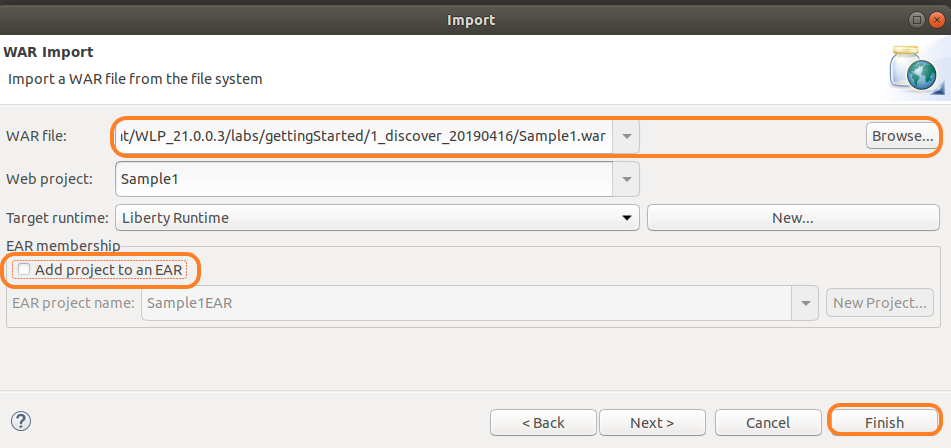 Import
WAR Import
Import a WAR file from the file system
WAR file: nt/WLP_21.0.0.3/labs/gettingStarted/1_discover_20190416/Sample1.war Browse...
Web project: Sample1
Target runtime: Liberty Runtime New...
EAR membership
Add project to an EAR
EAR project name: Sample1EAR New Project...
< Back Next > Cancel Finish